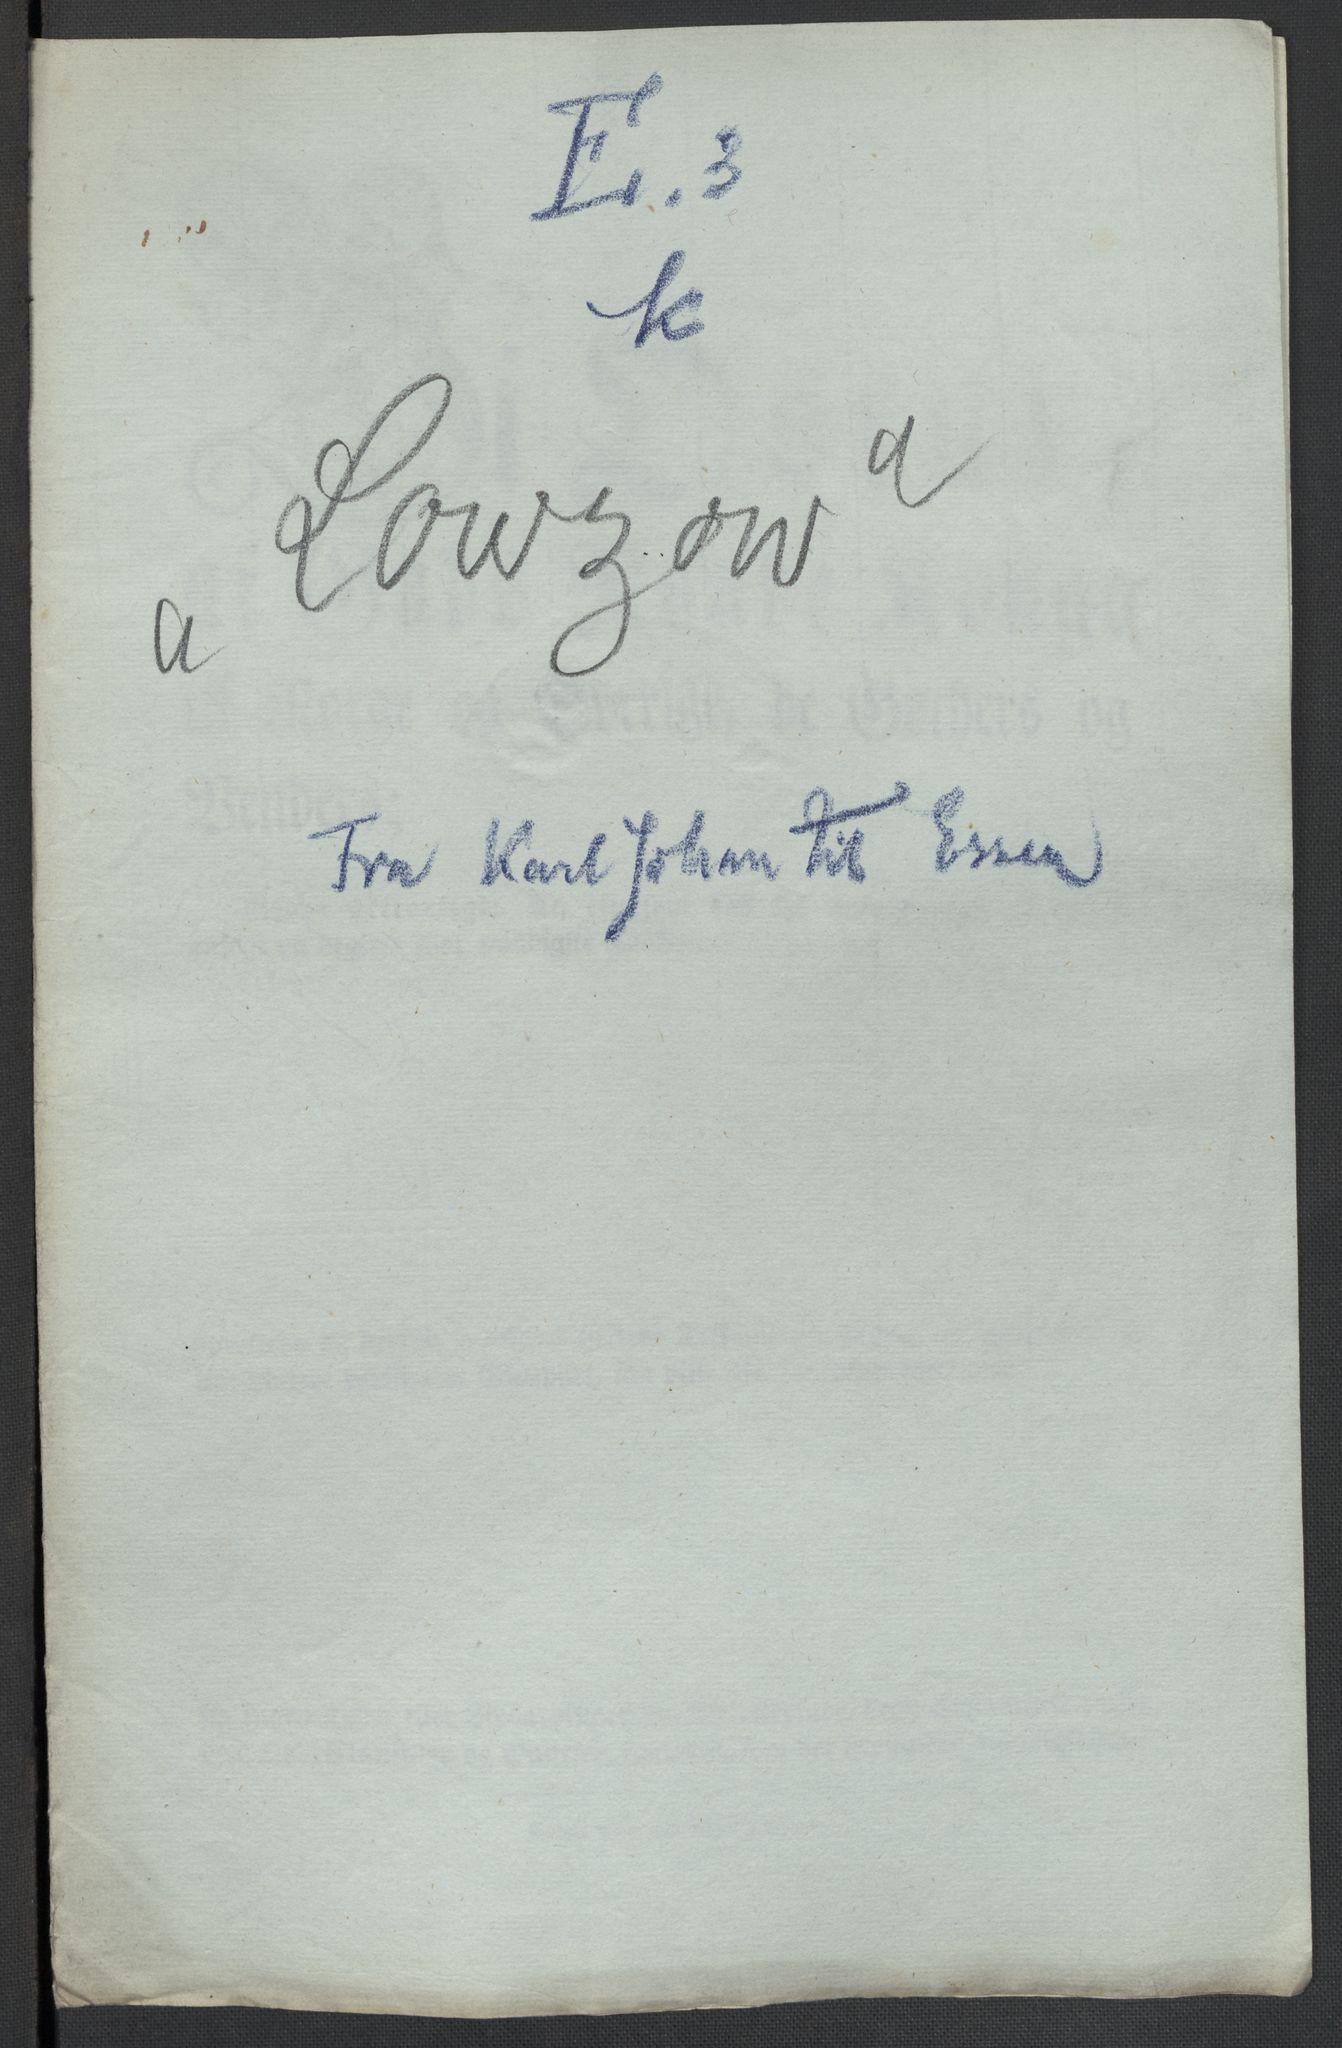 E. 3
k
a Lowzow a
Fra Karl Johan til Essen